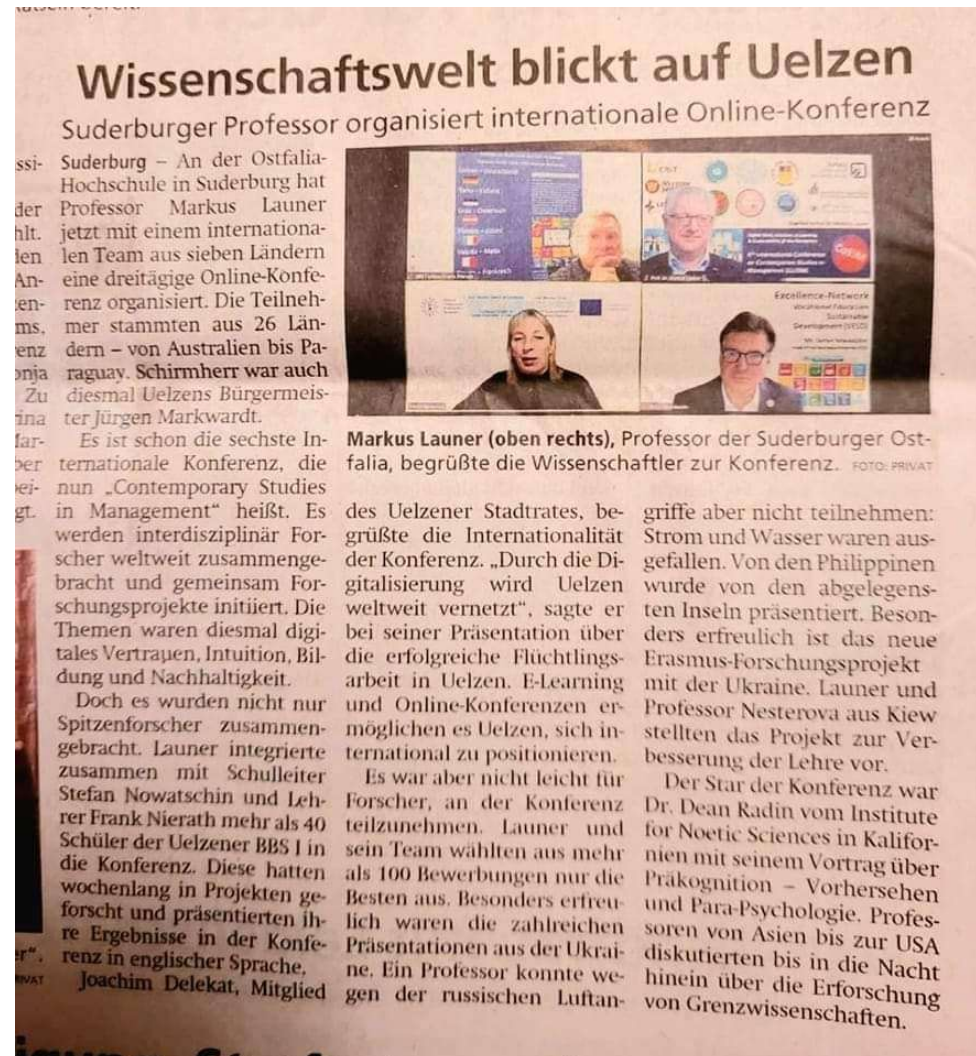 Wissenschaftswelt blickt auf Uelzen
Suderburger Professor organisiert internationale Online-Konferenz
Suderburg – An der Ostfalia-
Hochschule in Suderburg hat
Professor Markus Launer
jetzt mit einem internationa-
len Team aus sieben Ländern
eine dreitägige Online-Konfe-
renz organisiert. Die Teilneh-
mer stammten aus 26 Län-
dern – von Australien bis Pa-
raguay. Schirmherr war auch
diesmal Uelzens Bürgermeis-
ter Jürgen Markwardt.
Es ist schon die sechste In-
ternationale Konferenz, die
nun „Contemporary Studies
in Management“ heißt. Es
werden interdisziplinär For-
scher weltweit zusammenge-
bracht und gemeinsam For-
schungsprojekte initiiert. Die
Themen waren diesmal digi-
tales Vertrauen, Intuition, Bil-
dung und Nachhaltigkeit.
Doch es wurden nicht nur
Spitzenforscher zusammen-
gebracht. Launer integrierte
zusammen mit Schulleiter
Stefan Nowatschin und Leh-
rer Frank Nierath mehr als 40
Schüler der Uelzener BBS I in
die Konferenz. Diese hatten
wochenlang in Projekten ge-
forscht und präsentierten ih-
re Ergebnisse in der Konfe-
renz in englischer Sprache.
Joachim Delekat, Mitglied
Excellence-Network
Markus Launer (oben rechts), Professor der Suderburger Ost-
falia, begrüßte die Wissenschaftler zur Konferenz. FOTO: PRIVAT
des Uelzener Stadtrates, be-
grüßte die Internationalität
der Konferenz. „Durch die Di-
gitalisierung wird Uelzen
weltweit vernetzt“, sagte er
bei seiner Präsentation über
die erfolgreiche Flüchtlings-
arbeit in Uelzen. E-Learning
und Online-Konferenzen er-
möglichen es Uelzen, sich in-
ternational zu positionieren.
Es war aber nicht leicht für
Forscher, an der Konferenz
teilzunehmen. Launer und
sein Team wählten aus mehr
als 100 Bewerbungen nur die
Besten aus. Besonders erfreu-
lich waren die zahlreichen
Präsentationen aus der Ukrai-
ne. Ein Professor konnte we-
gen der russischen Luftan-
griffe aber nicht teilnehmen:
Strom und Wasser waren aus-
gefallen. Von den Philippinen
wurde von den abgelegens-
ten Inseln präsentiert. Beson-
ders erfreulich ist das neue
Erasmus-Forschungsprojekt
mit der Ukraine. Launer und
Professor Nesterova aus Kiew
stellten das Projekt zur Ver-
besserung der Lehre vor.
Der Star der Konferenz war
Dr. Dean Radin vom Institute
for Noetic Sciences in Kalifor-
nien mit seinem Vortrag über
Präkognition – Vorhersehen
und Para-Psychologie. Profes-
soren von Asien bis zur USA
diskutierten bis in die Nacht
hinein über die Erforschung
von Grenzwissenschaften.